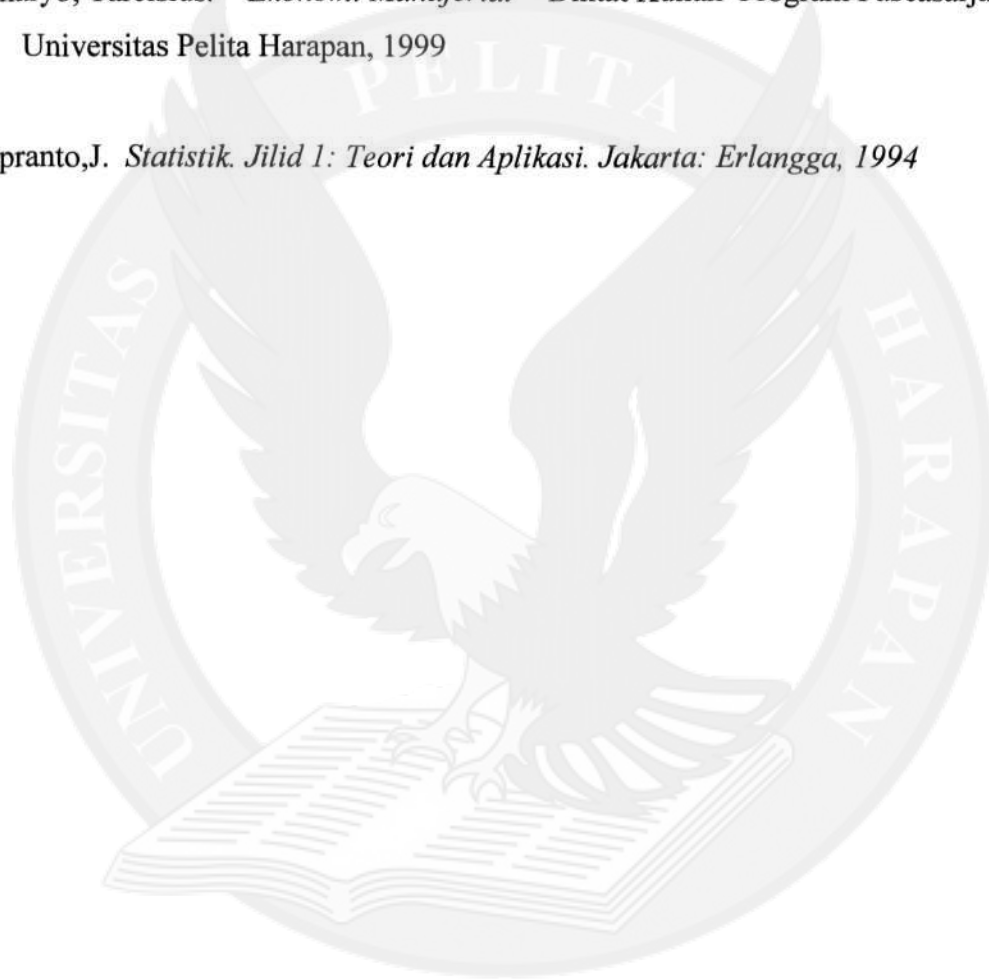 Universitas Pelita Harapan, 1999
pranto,J. Statistik. Jilid 1: Teori dan Aplikasi. Jakarta: Erlangga, 1994
UNIVERSITAS PELITA HARAPAN